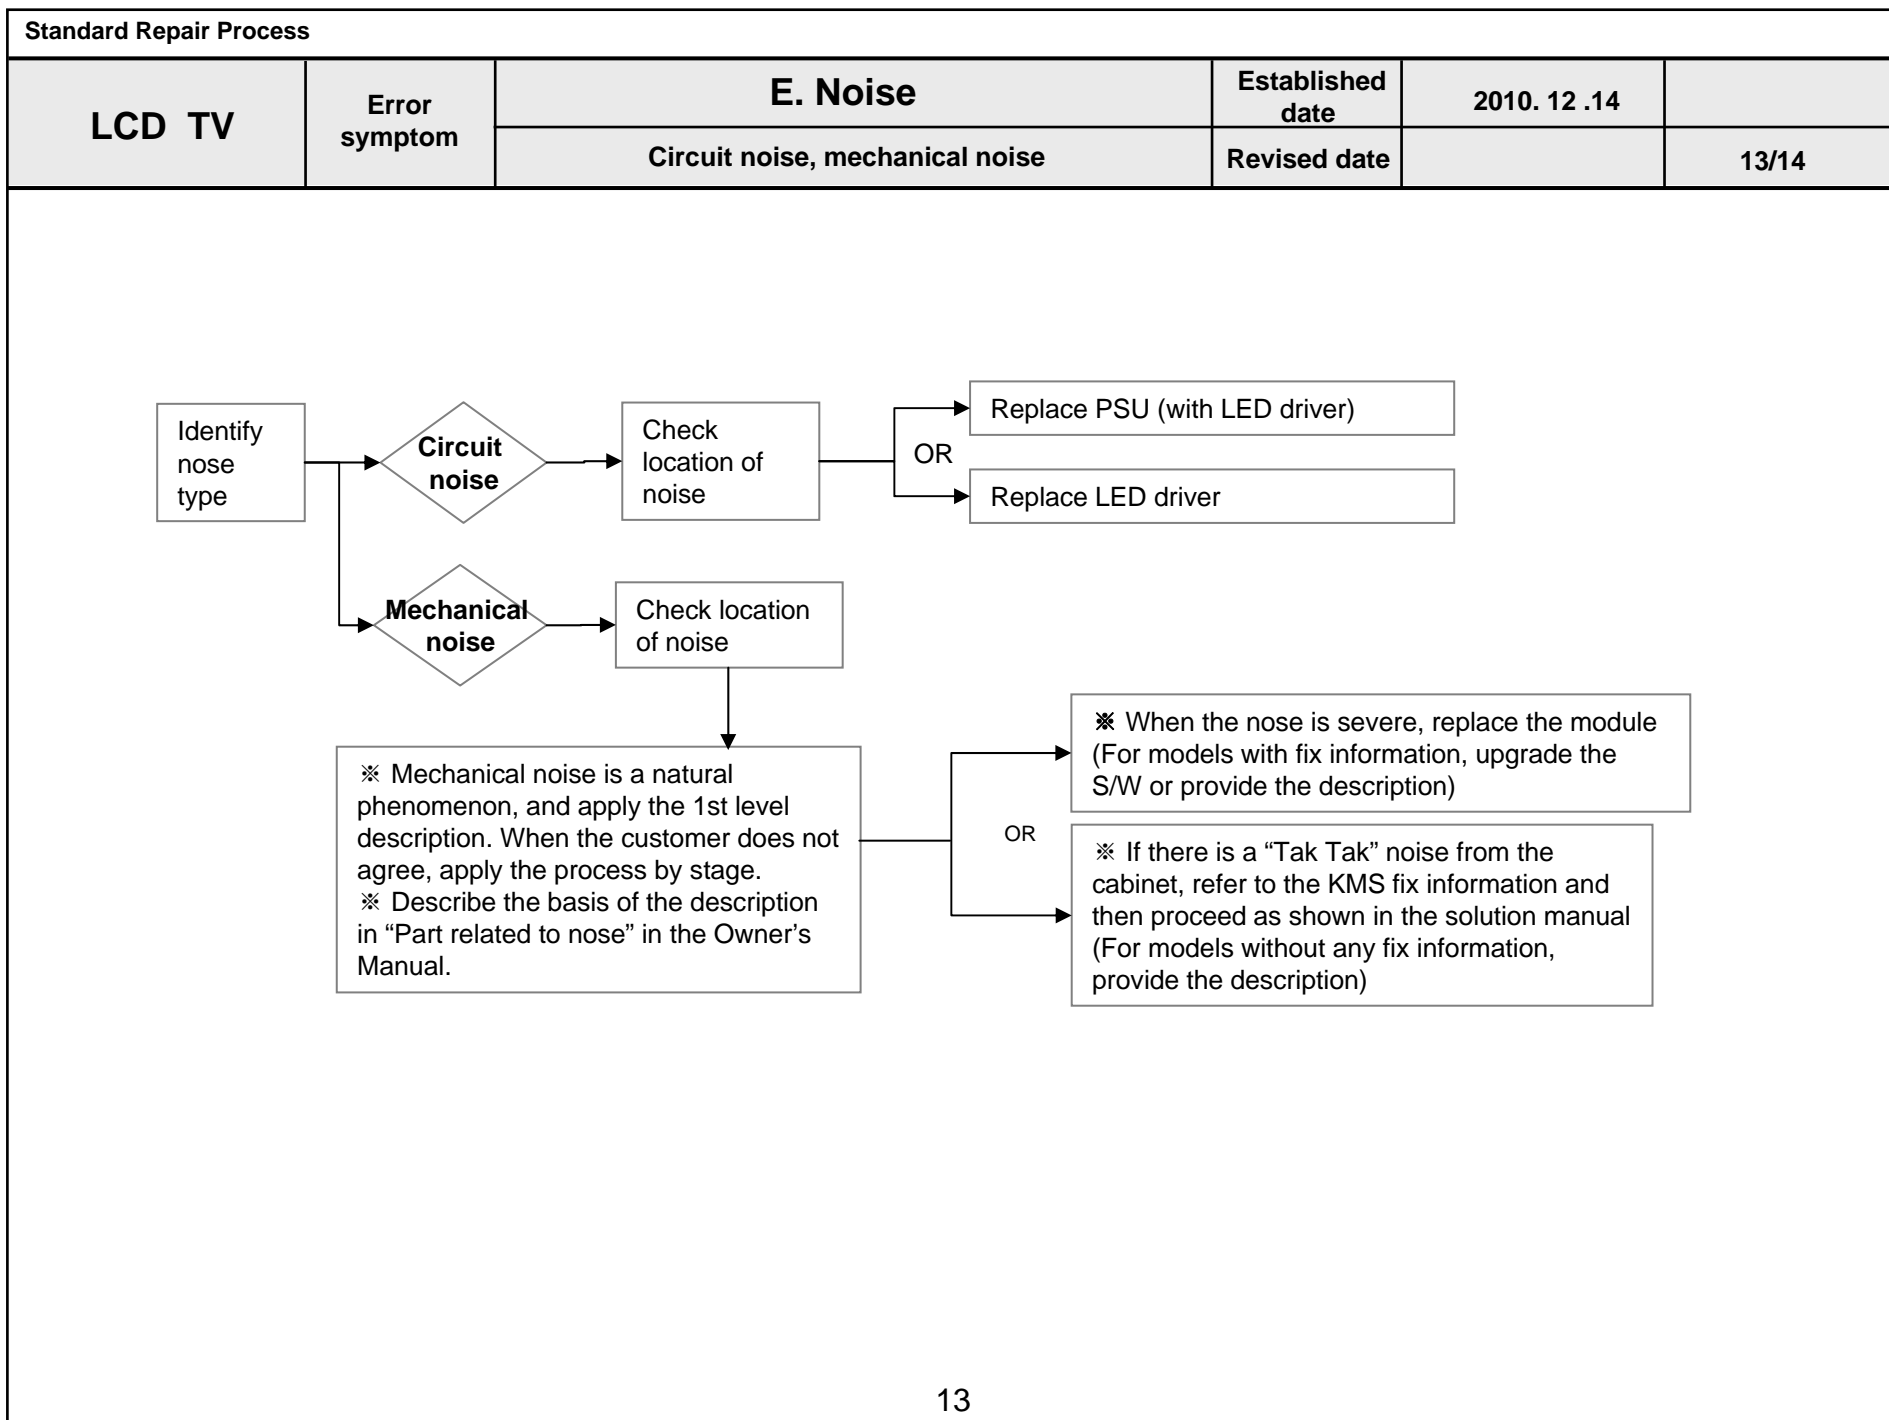 Standard Repair Process
LCD TV
Error
symptom
E. Noise
Established
date
2010. 12 .14
Circuit noise, mechanical noise
Revised date
13/14
Identify
nose
type
Circuit
noise
Check
location of
noise
Replace PSU (with LED driver)
OR
Replace LED driver
Mechanical
noise
Check location
of noise
※ Mechanical noise is a natural
phenomenon, and apply the 1st level
description. When the customer does not
agree, apply the process by stage.
※ Describe the basis of the description
in “Part related to nose” in the Owner’s
Manual.
※ When the nose is severe, replace the module
(For models with fix information, upgrade the
S/W or provide the description)
OR
※ If there is a “Tak Tak” noise from the
cabinet, refer to the KMS fix information and
then proceed as shown in the solution manual
(For models without any fix information,
provide the description)
13